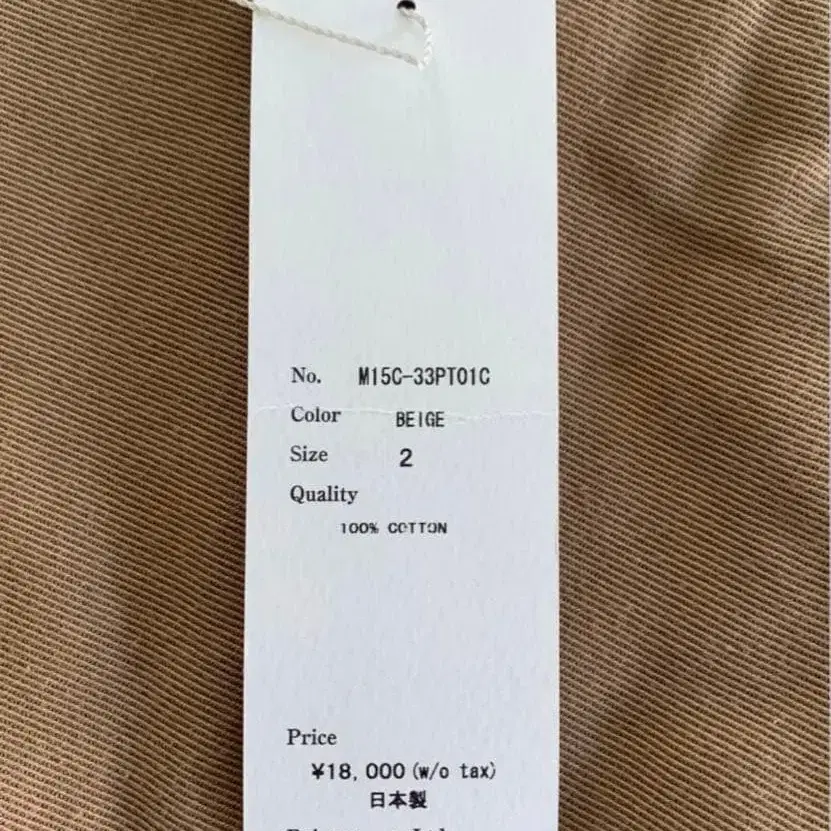 No. M15C-33PT01C
Color BEIGE
Size 2
Quality
100% COTTON
Price
¥18,000(w/o tax)
日本製